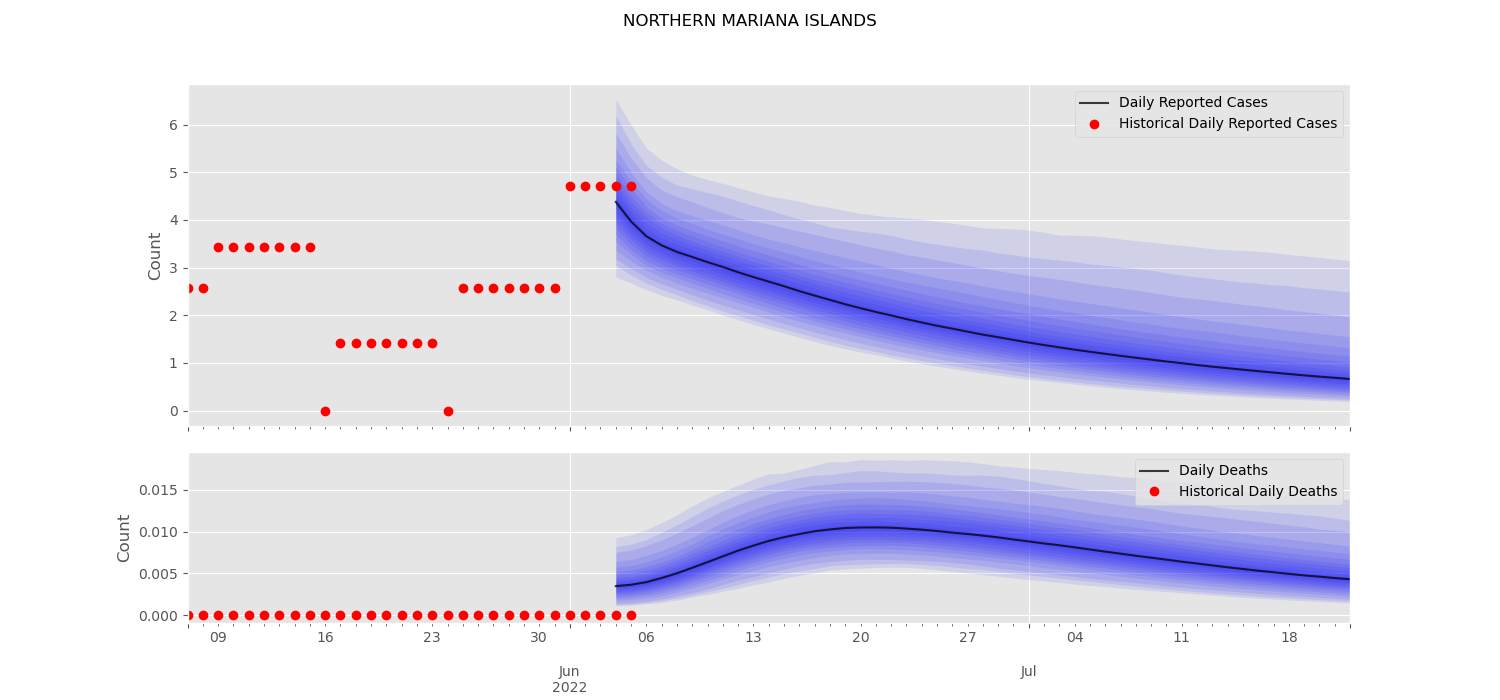 NORTHERN MARIANA ISLANDS
Daily Reported Cases
Historical Daily Reported Cases
Count
6
5
4
3
2
1
0
Daily Deaths
Historical Daily Deaths
Count
0.015
0.010
0.005
0.000
09 16 23 30 06 13 20 27 04 11 18
Jun Jul
2022